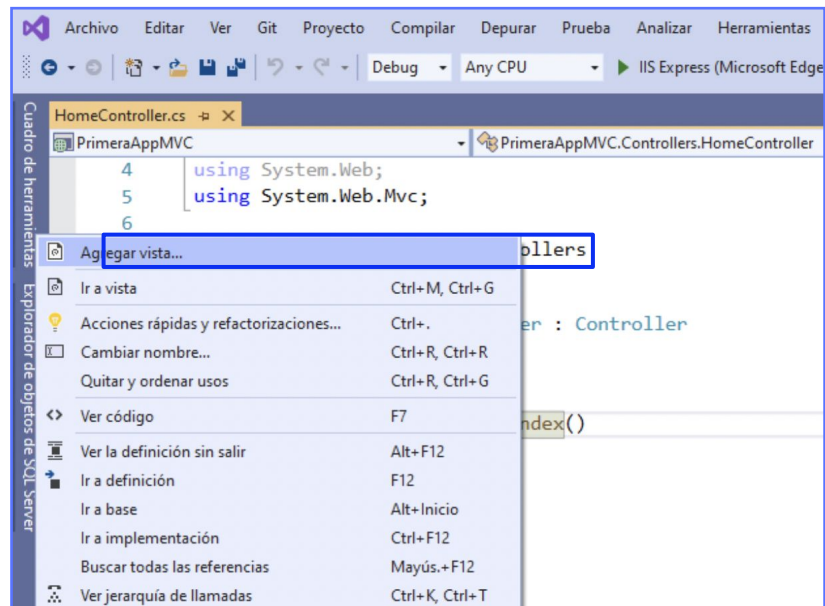 Archivo Editar Ver Git Proyecto Compilar Depurar Prueba Analizar Herramientas
Debug Any CPU IIS Express (Microsoft Edge
HomeController.cs
PrimeraAppMVC PrimeraAppMVC.Controllers.HomeController
4 using System.Web;
5 using System.Web.Mvc;
6
Agregar vista... ollers
Ir a vista Ctrl+M, Ctrl+G
Acciones rápidas y refactorizaciones... Ctrl+. er : Controller
Cambiar nombre... Ctrl+R, Ctrl+R
Quitar y ordenar usos Ctrl+R, Ctrl+G
Ver código F7 ndex()
Ver la definición sin salir Alt+F12
Ir a definición F12
Ir a base Alt+Inicio
Ir a implementación Ctrl+F12
Buscar todas las referencias Mayús.+F12
Ver jerarquía de llamadas Ctrl+K, Ctrl+T
Cuadro de herramientas
Explorador de objetos de SQL Server